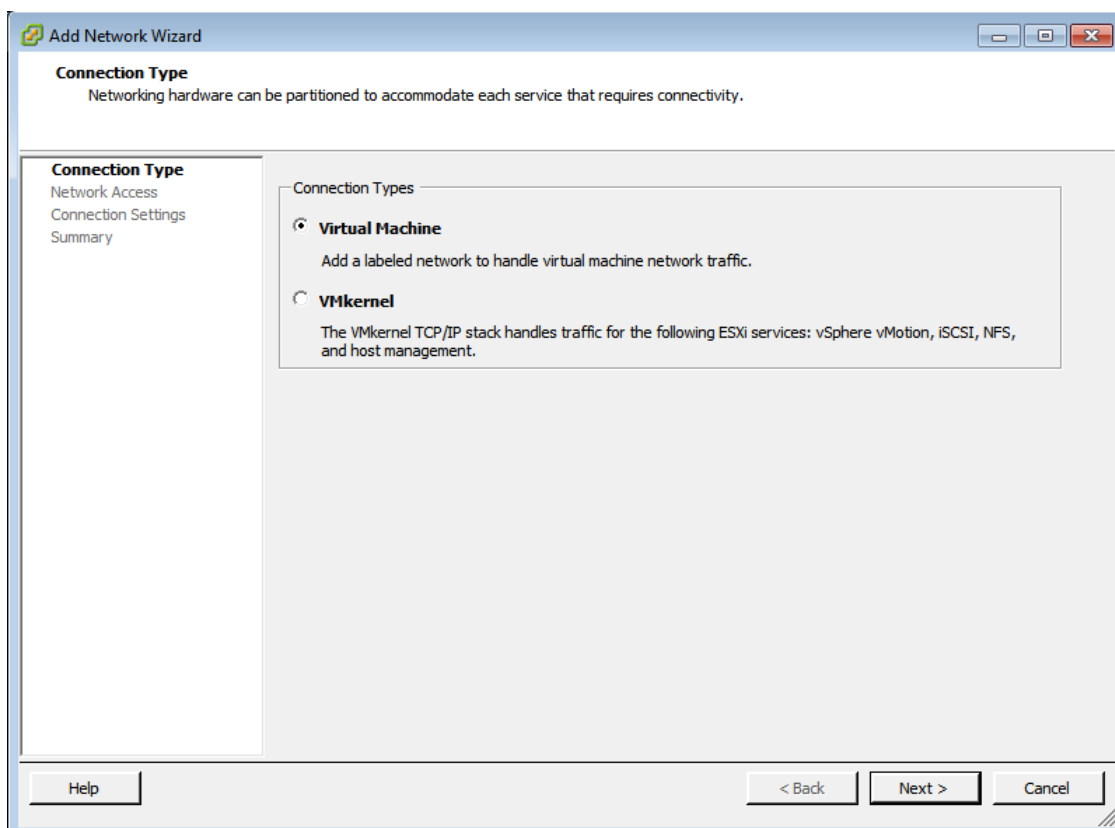 Add Network Wizard
Connection Type
Networking hardware can be partitioned to accommodate each service that requires connectivity.
Connection Type
Network Access
Connection Settings
Summary
Connection Types
Virtual Machine
Add a labeled network to handle virtual machine network traffic.
VMkernel
The VMkernel TCP/IP stack handles traffic for the following ESXi services: vSphere vMotion, iSCSI, NFS,
and host management.
Help
< Back
Next >
Cancel